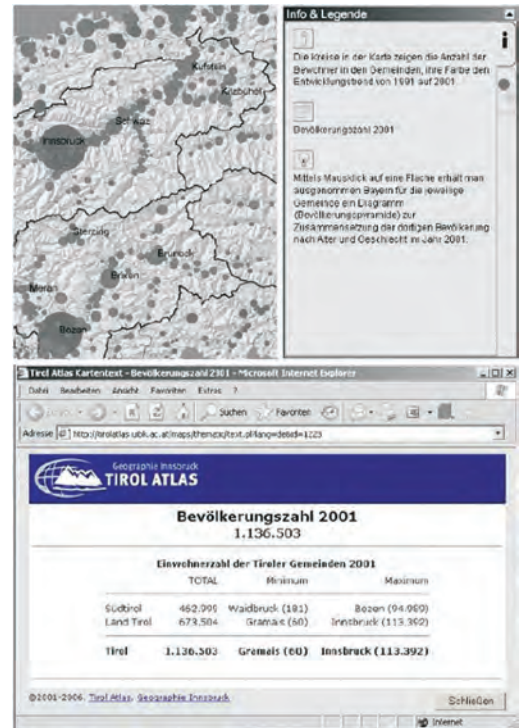 Kufstein
Kitzbühel
Schwaz
Innsbruck
Sterzing
Bruneck
Brixen
Meran
Bozen
Info & Legende
Die Kreise in der Karte zeigen die Anzahl der
Bewohner in den Gemeinden, ihre Farbe den
Entwicklungstrend von 1991 auf 2001.
Bevölkerungszahl 2001
Mittels Mausklick auf eine Fläche erhält man
ausgenommen Bayern für die jeweilige
Gemeinde ein Diagramm
(Bevölkerungspyramide) zur
Zusammensetzung der dortigen Bevölkerung
nach Alter und Geschlecht im Jahr 2001.
Tirol Atlas Kartentext - Bevölkerungszahl 2001 - Microsoft Internet Explorer
Datei Bearbeiten Ansicht Favoriten Extras ?
Suchen Favoriten
Adresse
Geographie Innsbruck
TIROL ATLAS
Bevölkerungszahl 2001
1.136.503
Einwohnerzahl der Tiroler Gemeinden 2001
TOTAL Minimum Maximum
Südtirol 462.999 Waidbruck (181) Bozen (94.989)
Land Tirol 673.504 Gramais (60) Innsbruck (113.392)
Tirol 1.136.503 Gramais (60) Innsbruck (113.392)
©2001-2006, Tirol Atlas, Geographie Innsbruck
Schließen
Internet